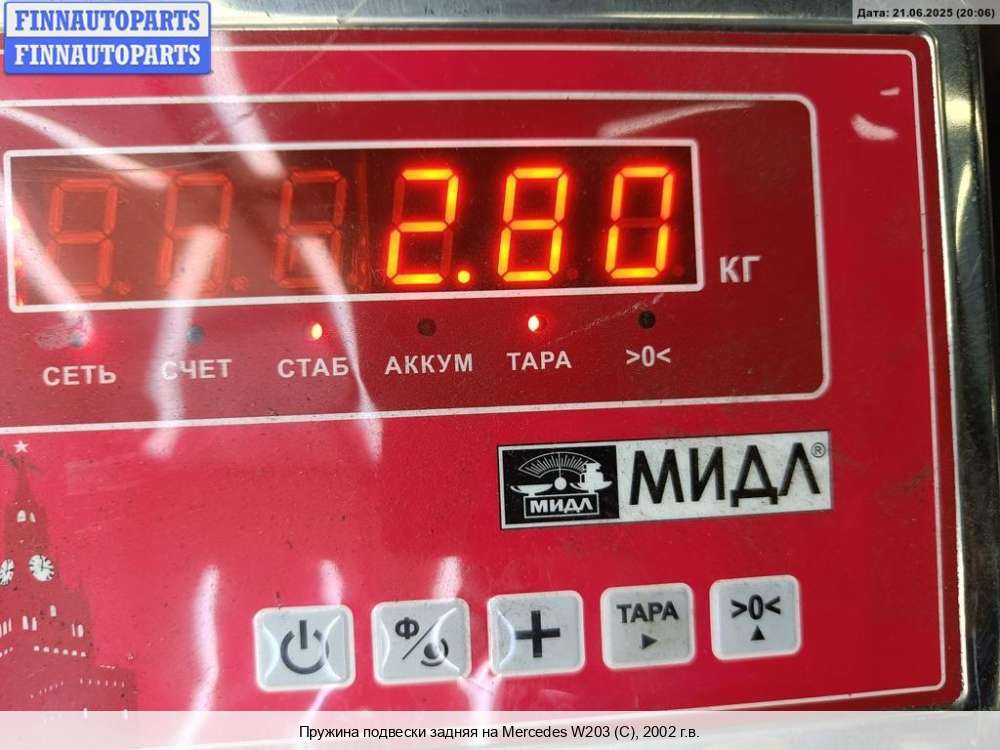 FINNAUTOPARTS
FINNAUTOPARTS
Дата: 21.06.2025 (20:06)
2.80
КГ
СЕТЬ СЧЕТ СТАБ АККУМ ТАРА >0<
МИДЛ МИДЛ®
Ф ТАРА >0<
Пружина подвески задняя на Mercedes W203 (C), 2002 г.в.